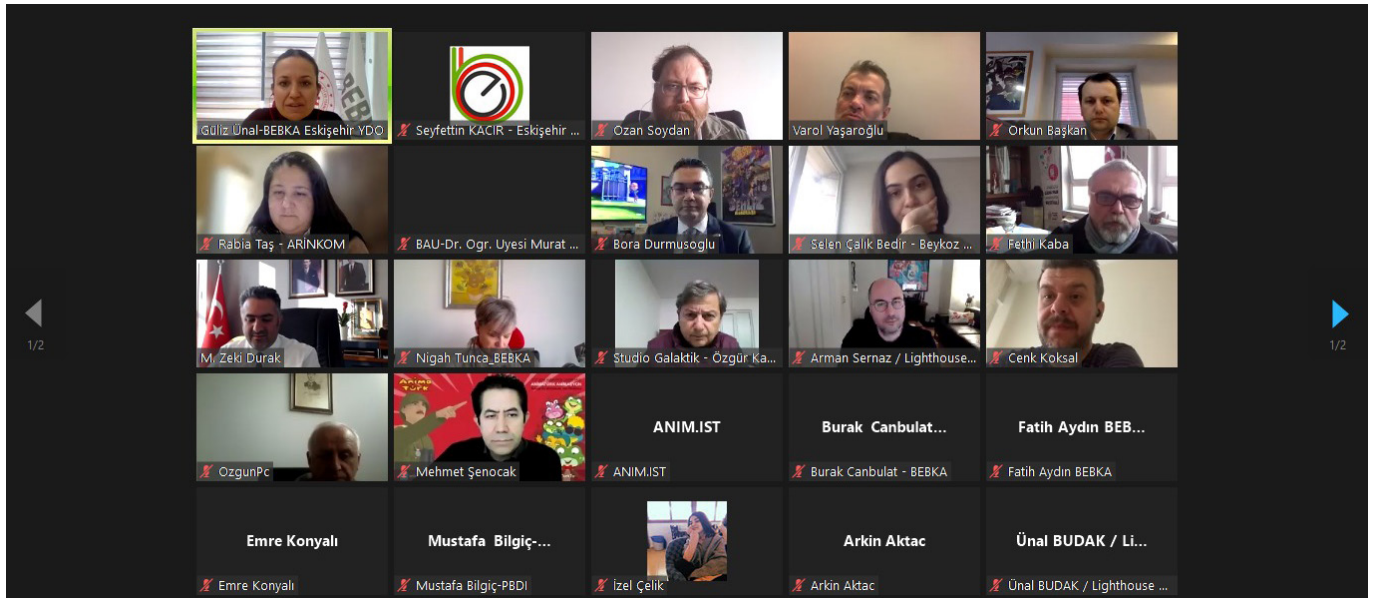 BEBK
Güliz Ünal-BEBKA Eskişehir YDO
Seyfettin KACIR - Eskişehir ...
Ozan Soydan
Varol Yaşaroğlu
Orkun Başkan
Rabia Taş - ARİNKOM
BAU-Dr. Ogr. Uyesi Murat ...
Bora Durmusoglu
Selen Çalık Bedir - Beykoz ...
Fethi Kaba
1/2
1/2
M. Zeki Durak
Nigah Tunca_BEBKA
Studio Galaktik - Özgür Ka...
Arman Sernaz / Lighthouse...
Cenk Koksal
ANIM.IST
Burak Canbulat...
Fatih Aydın BEB...
OzgunPc
Mehmet Şenocak
ANIM.IST
Burak Canbulat - BEBKA
Fatih Aydın BEBKA
Emre Konyalı
Mustafa Bilgiç-...
Arkin Aktac
Ünal BUDAK / Li...
Emre Konyalı
Mustafa Bilgiç-PBDI
İzel Çelik
Arkin Aktac
Ünal BUDAK / Lighthouse ...